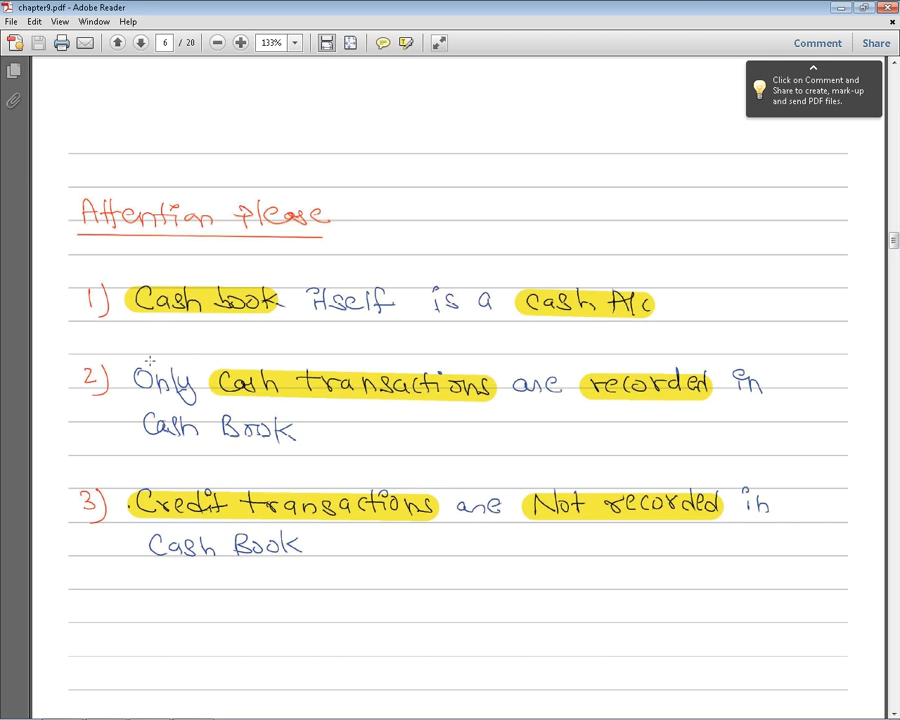 chapter9.pdf - Adobe Reader
File Edit View Window Help
6 / 20 133% Comment Share
Click on Comment and
Share to create, mark-up
and send PDF files.
Attention Please
1) Cash book itself is a cash A/c
2) Only Cash transactions are recorded in
Cash Book
3) Credit transactions are Not recorded in
Cash Book